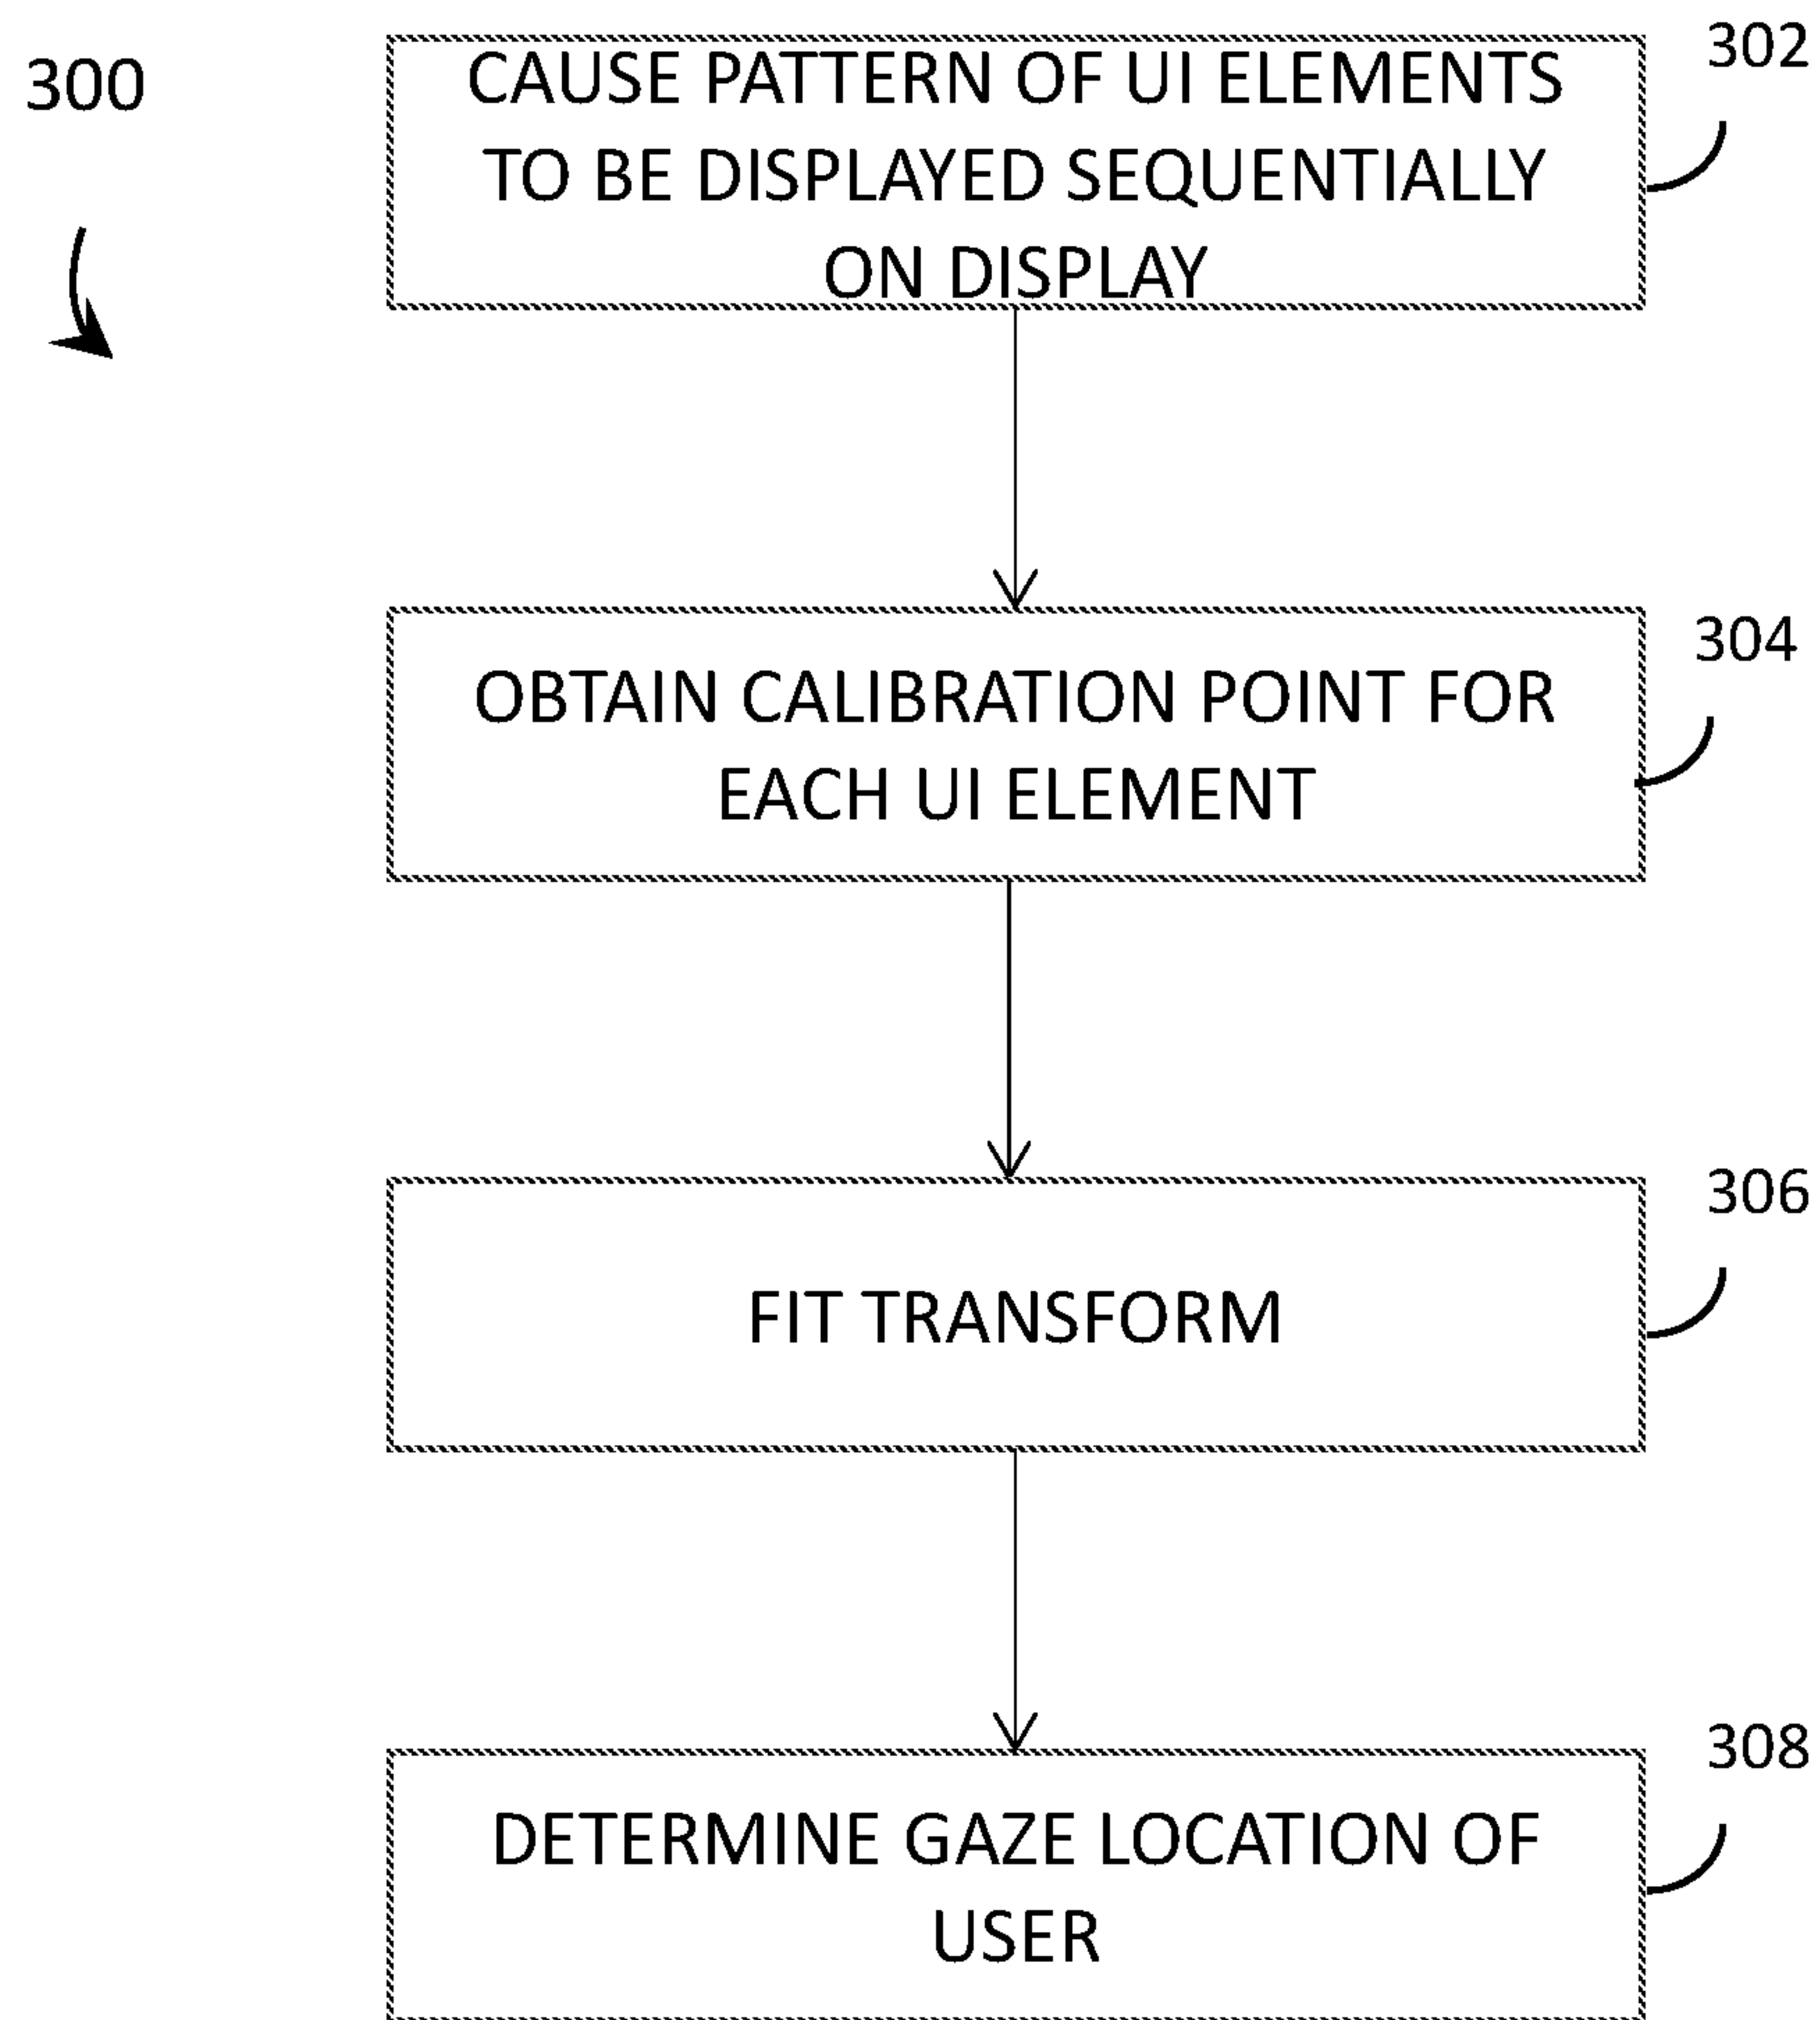 300
302
CAUSE PATTERN OF UI ELEMENTS
TO BE DISPLAYED SEQUENTIALLY
ON DISPLAY
304
OBTAIN CALIBRATION POINT FOR
EACH UI ELEMENT
306
FIT TRANSFORM
308
DETERMINE GAZE LOCATION OF
USER